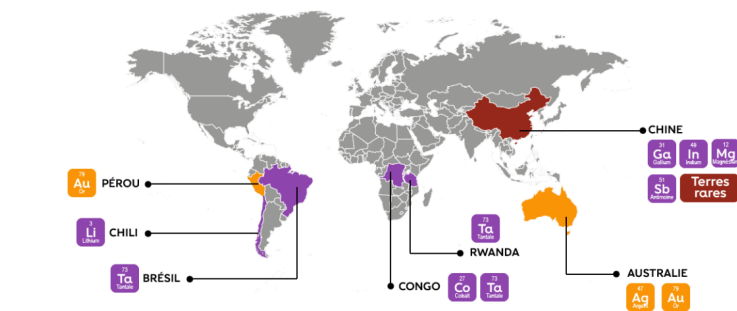 CHINE
31
Ga
Gallium
49
In
Indium
12
Mg
Magnésium
51
Sb
Antimoine
Terres
rares
79
Au
Or
PÉROU
3
Li
Lithium
CHILI
73
Ta
Tantale
BRÉSIL
73
Ta
Tantale
RWANDA
CONGO
27
Co
Cobalt
73
Ta
Tantale
AUSTRALIE
47
Ag
Argent
79
Au
Or